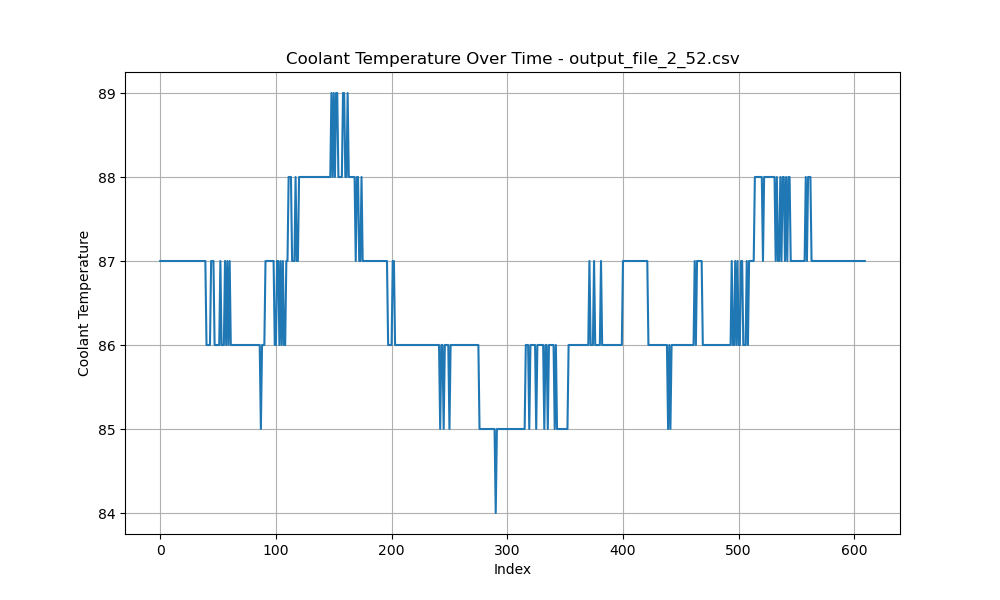 Coolant Temperature Over Time - output_file_2_52.csv
Coolant Temperature
89
88
87
86
85
84
0 100 200 300 400 500 600
Index